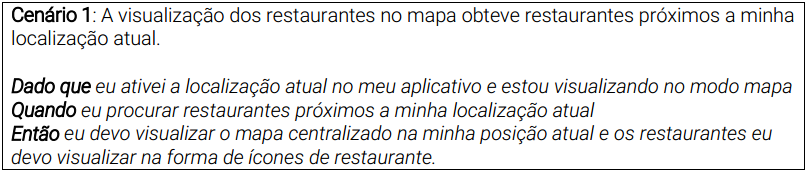 Cenário 1: A visualização dos restaurantes no mapa obteve restaurantes próximos a minha
localização atual.
Dado que eu ativei a localização atual no meu aplicativo e estou visualizando no modo mapa
Quando eu procurar restaurantes próximos a minha localização atual
Então eu devo visualizar o mapa centralizado na minha posição atual e os restaurantes eu
devo visualizar na forma de ícones de restaurante.